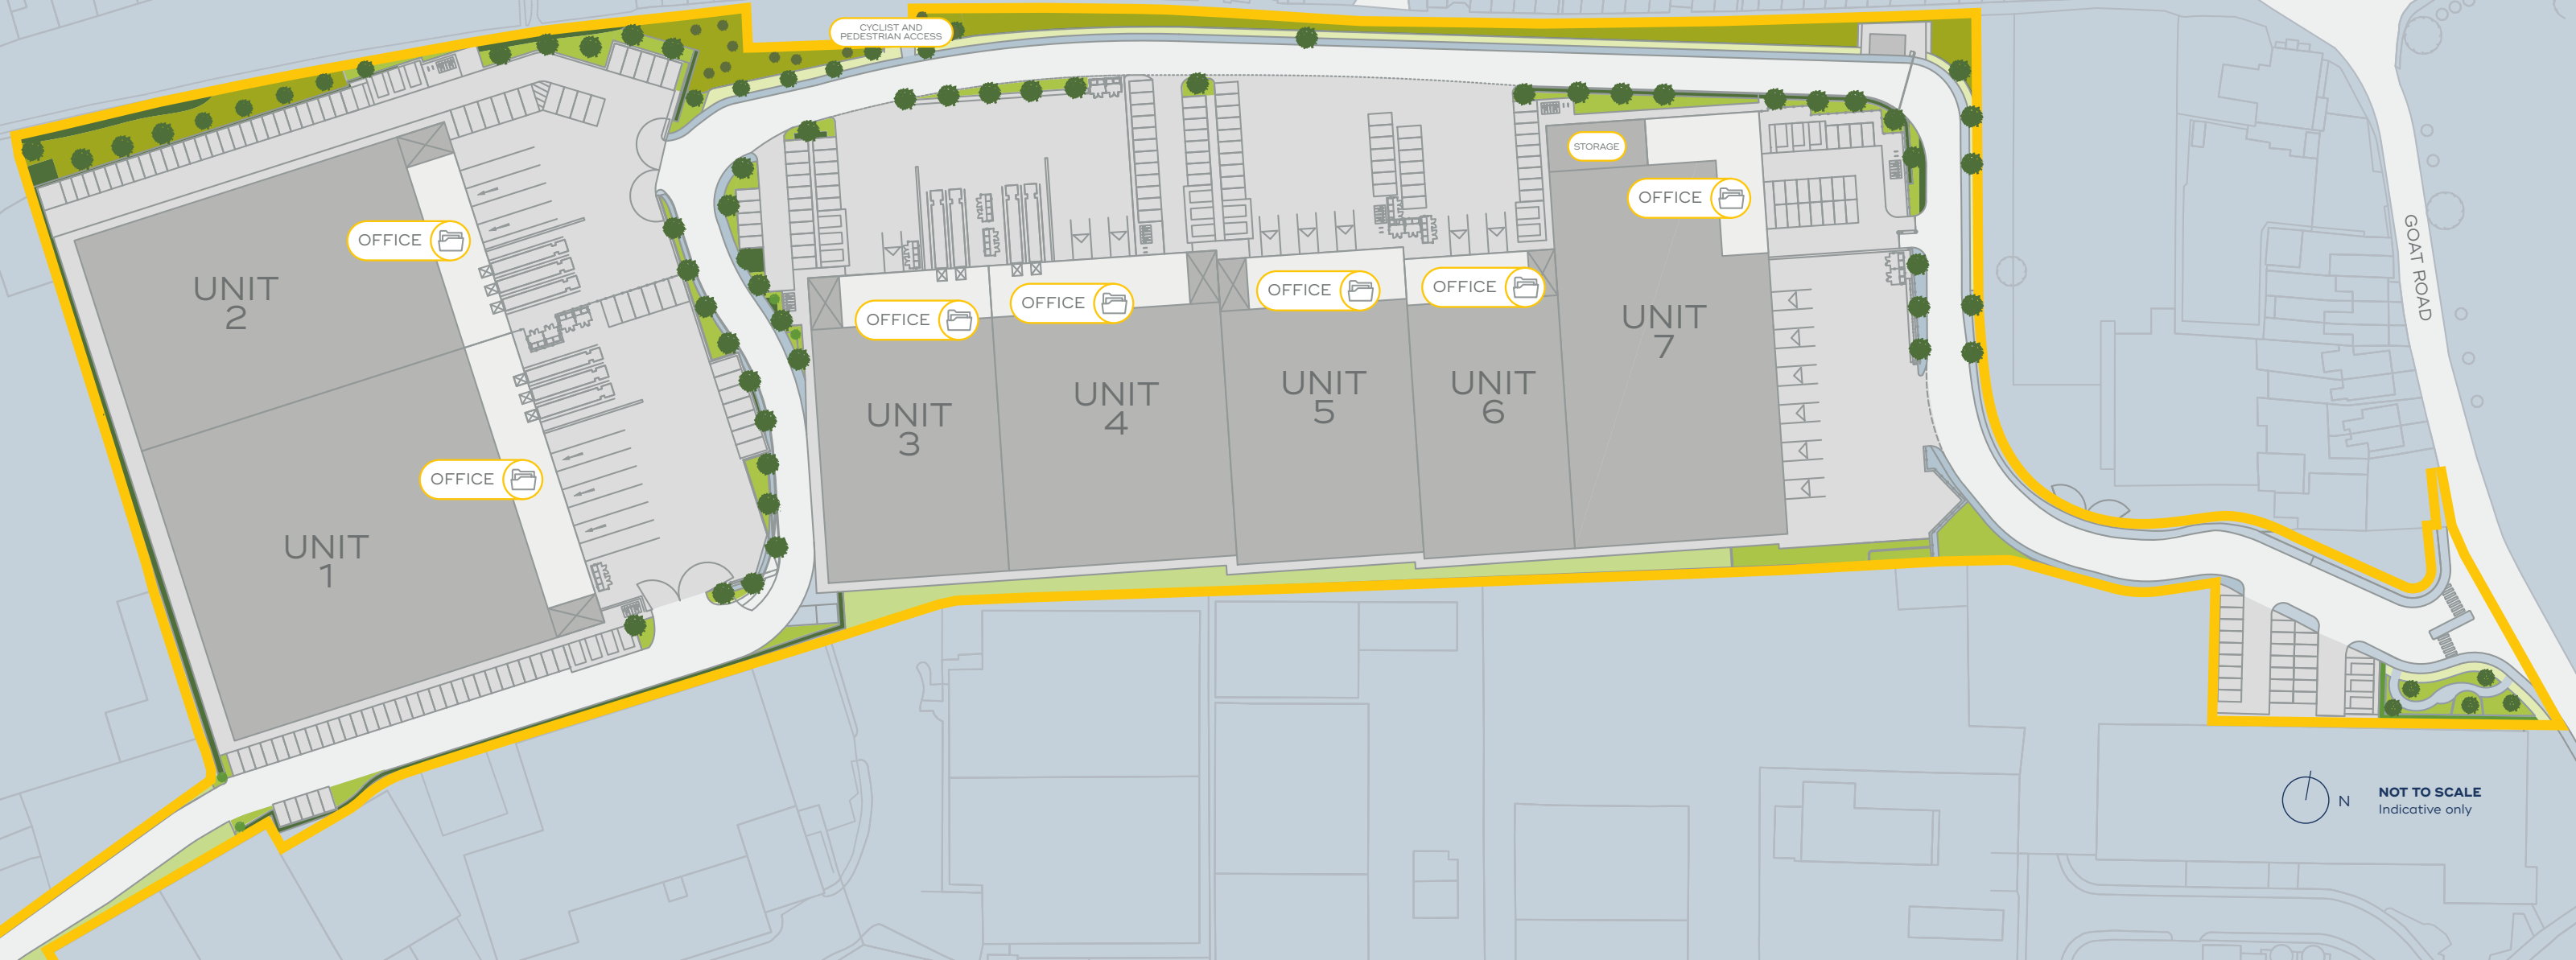 CYCLIST AND
PEDESTRIAN ACCESS
STORAGE
OFFICE
OFFICE
UNIT
2
OFFICE
UNIT
1
OFFICE
UNIT
3
OFFICE
UNIT
4
OFFICE
UNIT
5
OFFICE
UNIT
6
UNIT
7
GOAT ROAD
N
NOT TO SCALE
Indicative only